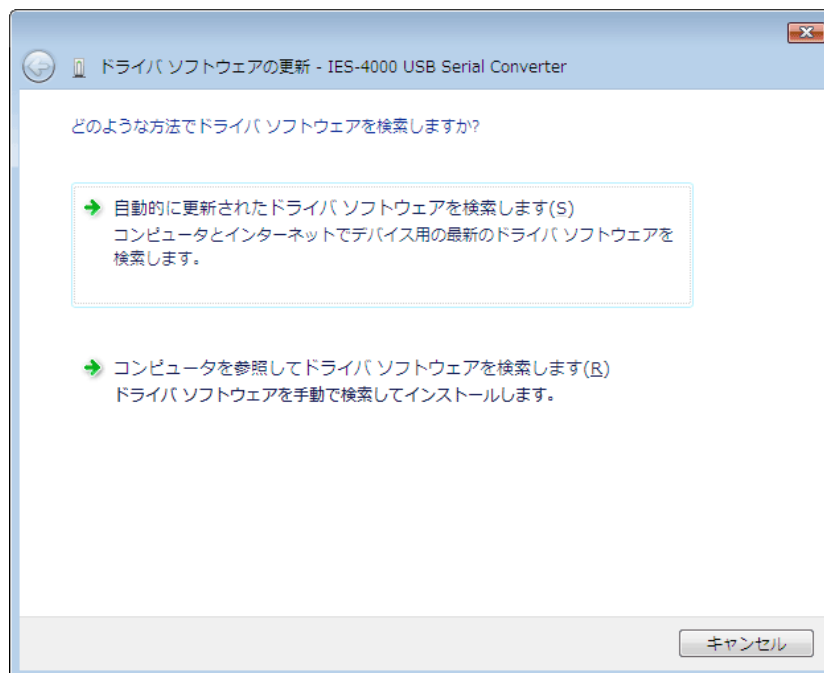 ドライバ ソフトウェアの更新 - IES-4000 USB Serial Converter
どのような方法でドライバ ソフトウェアを検索しますか?
自動的に更新されたドライバ ソフトウェアを検索します(S)
コンピュータとインターネットでデバイス用の最新のドライバ ソフトウェアを
検索します。
コンピュータを参照してドライバ ソフトウェアを検索します(R)
ドライバ ソフトウェアを手動で検索してインストールします。
キャンセル